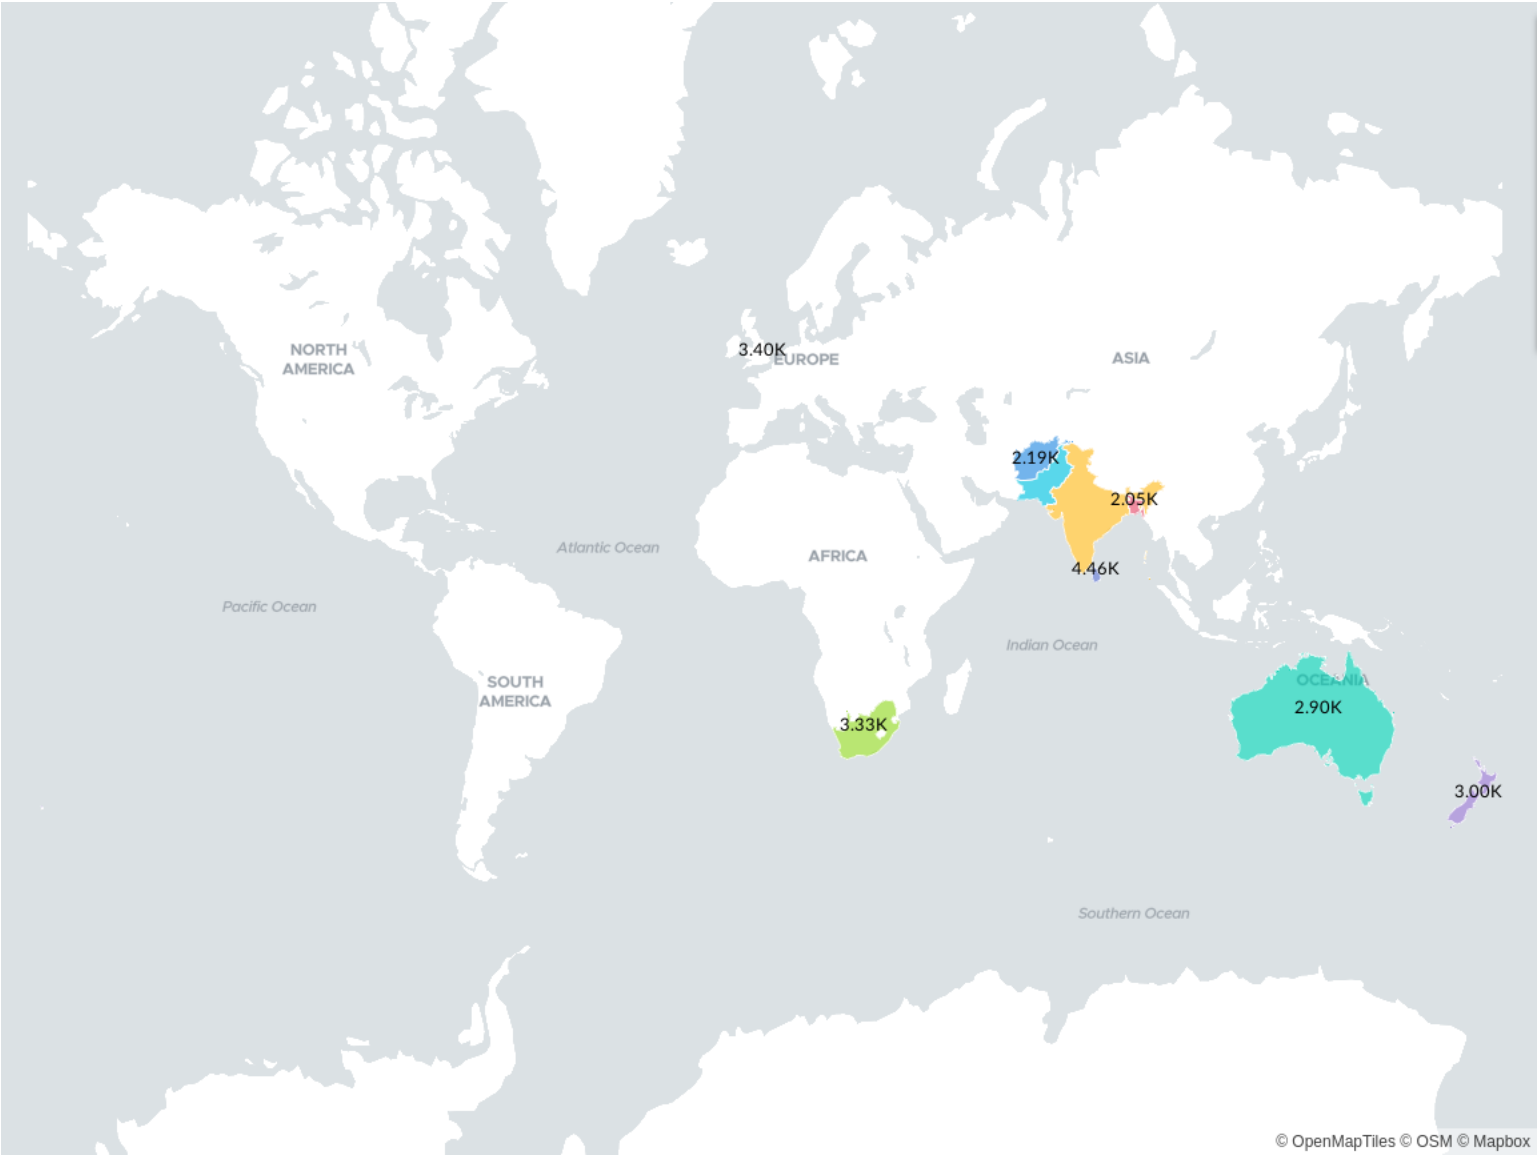 NORTH
AMERICA
3.40K
EUROPE
ASIA
2.19K
2.05K
Atlantic Ocean
AFRICA
4.46K
Pacific Ocean
Indian Ocean
SOUTH
AMERICA
OCEANIA
2.90K
3.33K
3.00K
Southern Ocean
© OpenMapTiles © OSM © Mapbox